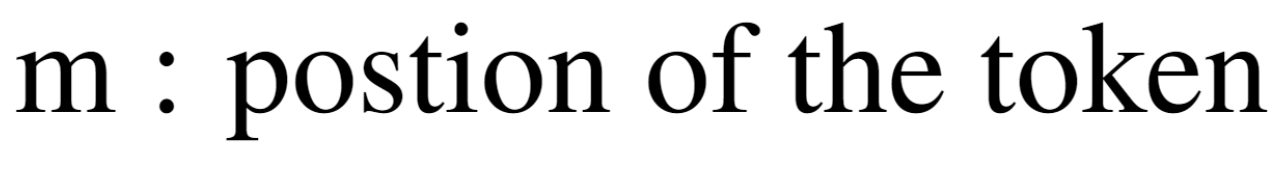 m : postion of the token